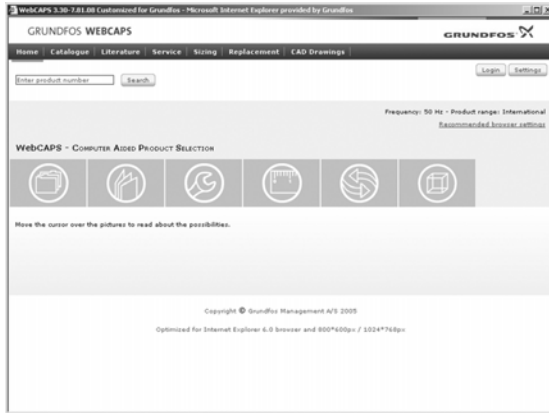 WebCAPS 3.30-7.01.00 Customized for Grundfos - Microsoft Internet Explorer provided by Grundfos
GRUNDFOS WEBCAPS
GRUNDFOS
Home Catalogue Literature Service Sizing Replacement CAD Drawings
Login Settings
Enter product number Search
Frequency: 50 Hz - Product range: International
Recommended browser settings
WebCAPS - Computer Aided Product Selection
Move the cursor over the pictures to read about the possibilities.
Copyright © Grundfos Management A/S 2005
Optimized for Internet Explorer 6.0 browser and 800*600px / 1024*768px